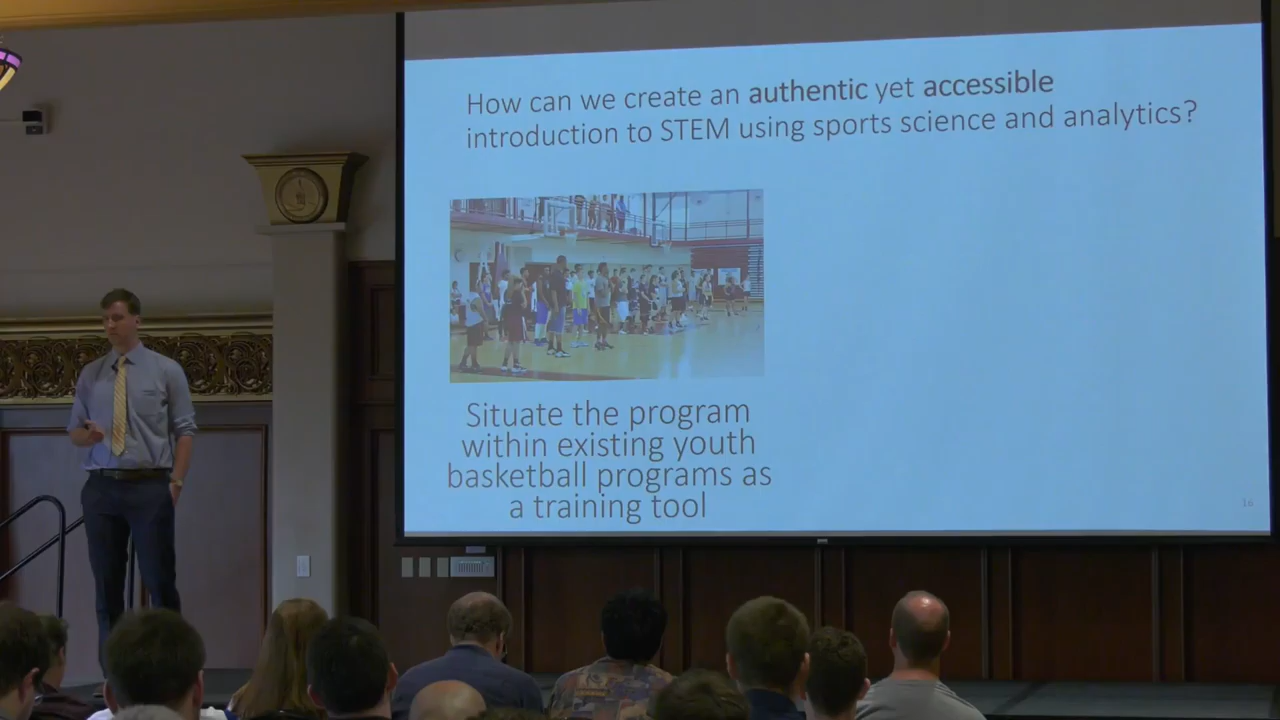 How can we create an authentic yet accessible
introduction to STEM using sports science and analytics?
Situate the program
within existing youth
basketball programs as
a training tool
16